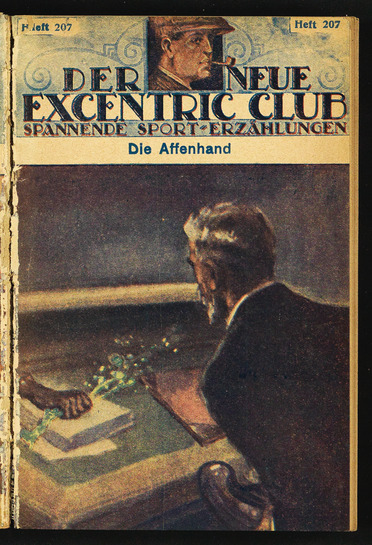 Heft 207
Heft 207
DER NEUE
EXCENTRIC CLUB
SPANNENDE SPORT-ERZÄHLUNGEN
Die Affenhand